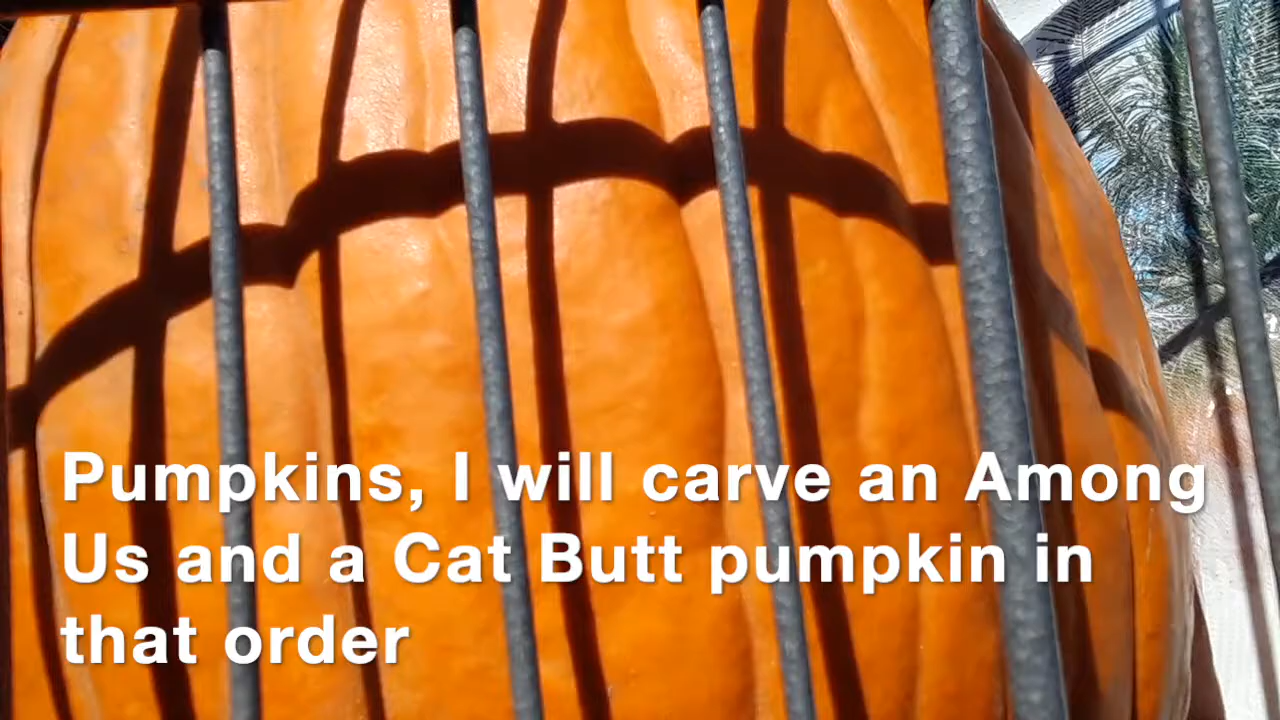 Pumpkins, I will carve an Among
Us and a Cat Butt pumpkin in
that order